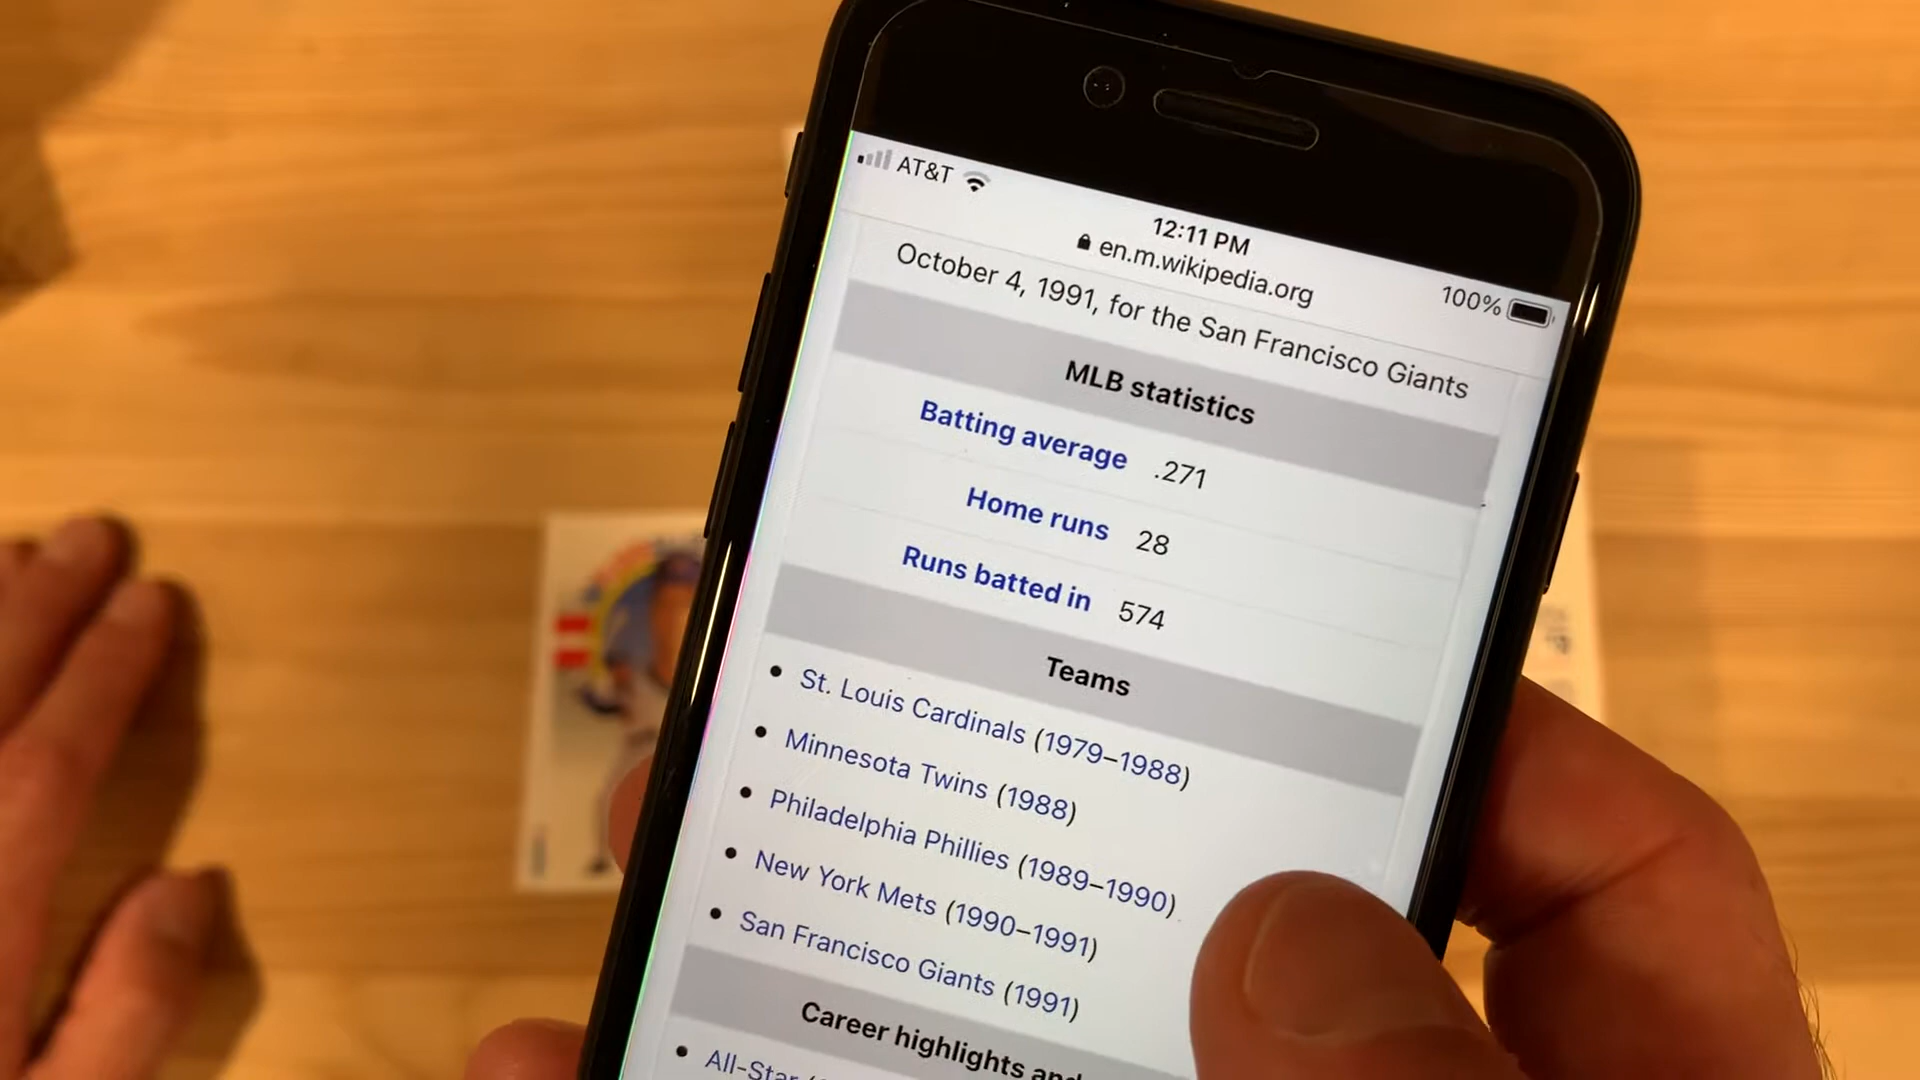 AT&T
12:11 PM
en.m.wikipedia.org
100%
October 4, 1991, for the San Francisco Giants
MLB statistics
Batting average .271
Home runs 28
Runs batted in 574
Teams
St. Louis Cardinals (1979–1988)
Minnesota Twins (1988)
Philadelphia Phillies (1989–1990)
New York Mets (1990–1991)
San Francisco Giants (1991)
Career highlights and
All-Star